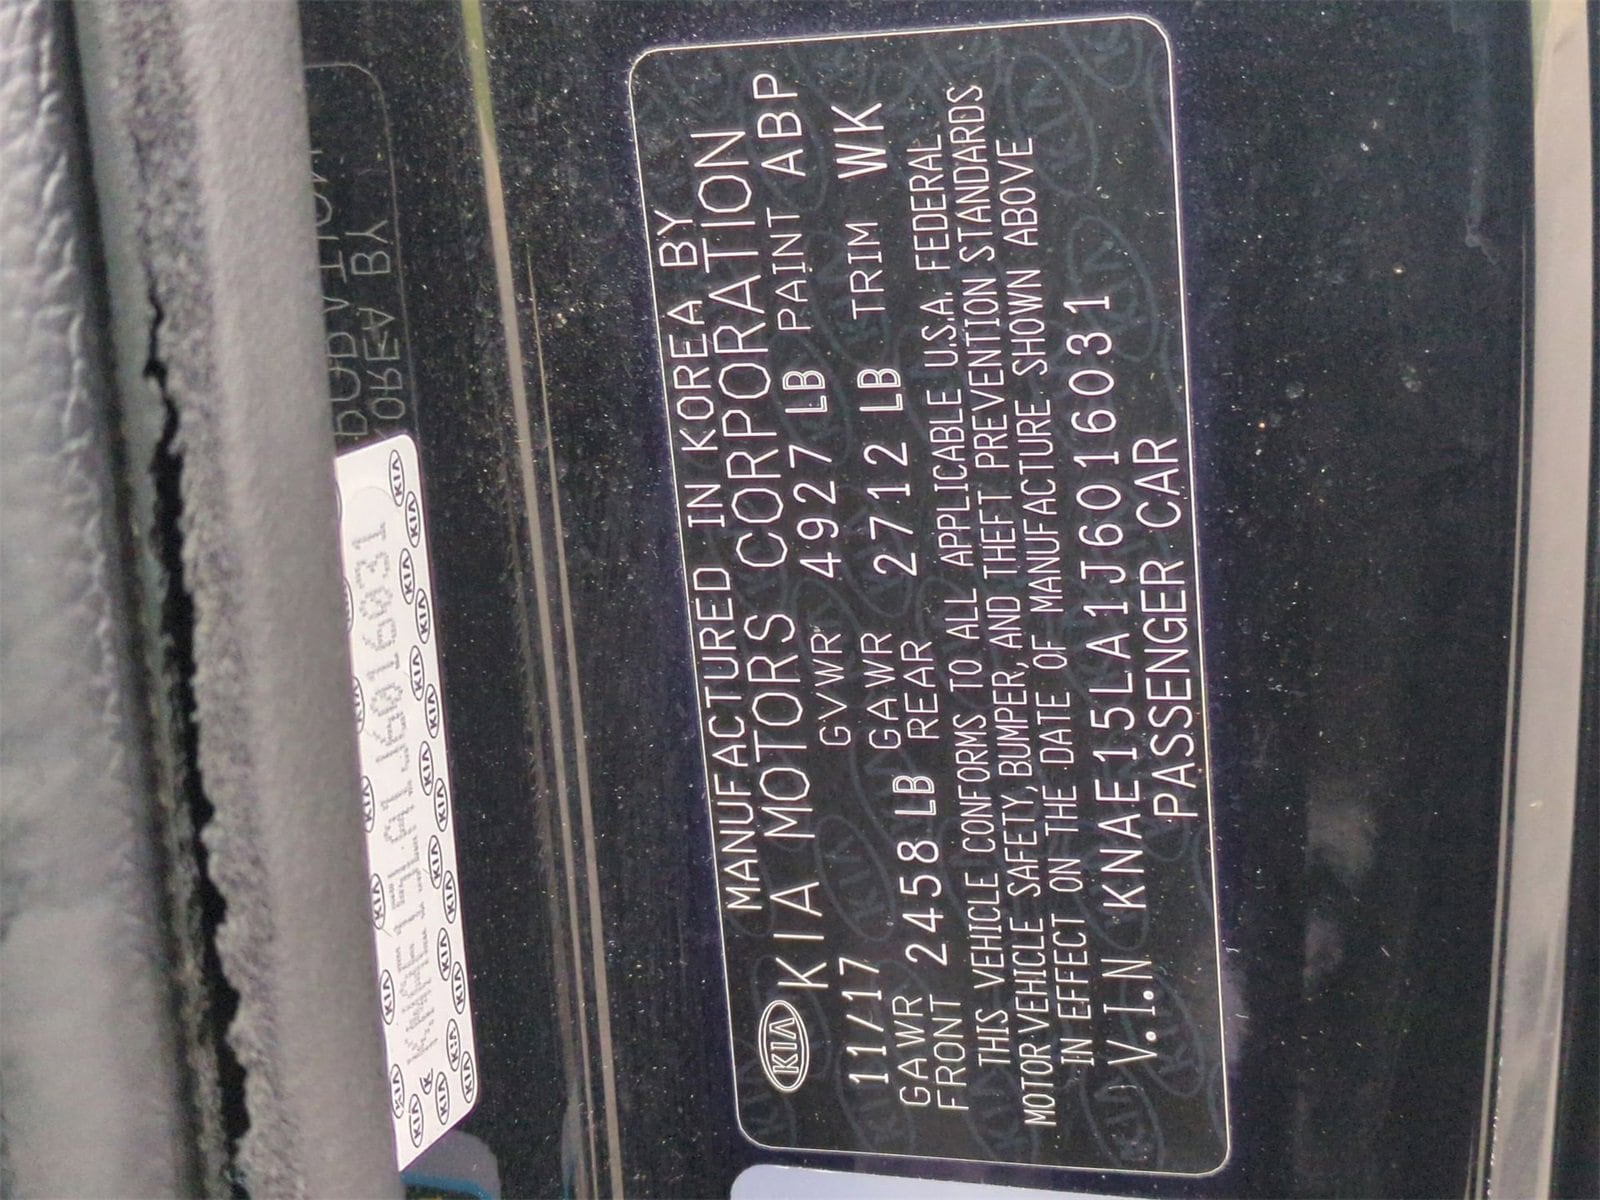 MANUFACTURED IN KOREA BY
KIA KIA MOTORS CORPORATION
11/17 GVWR 4927 LB PAINT ABP
GAWR FRONT 2458 LB GAWR REAR 2712 LB TRIM WK
THIS VEHICLE CONFORMS TO ALL APPLICABLE U.S.A. FEDERAL
MOTOR VEHICLE SAFETY, BUMPER, AND THEFT PREVENTION STANDARDS
IN EFFECT ON THE DATE OF MANUFACTURE SHOWN ABOVE
V.I.N KNAE15LA1J6016031
PASSENGER CAR